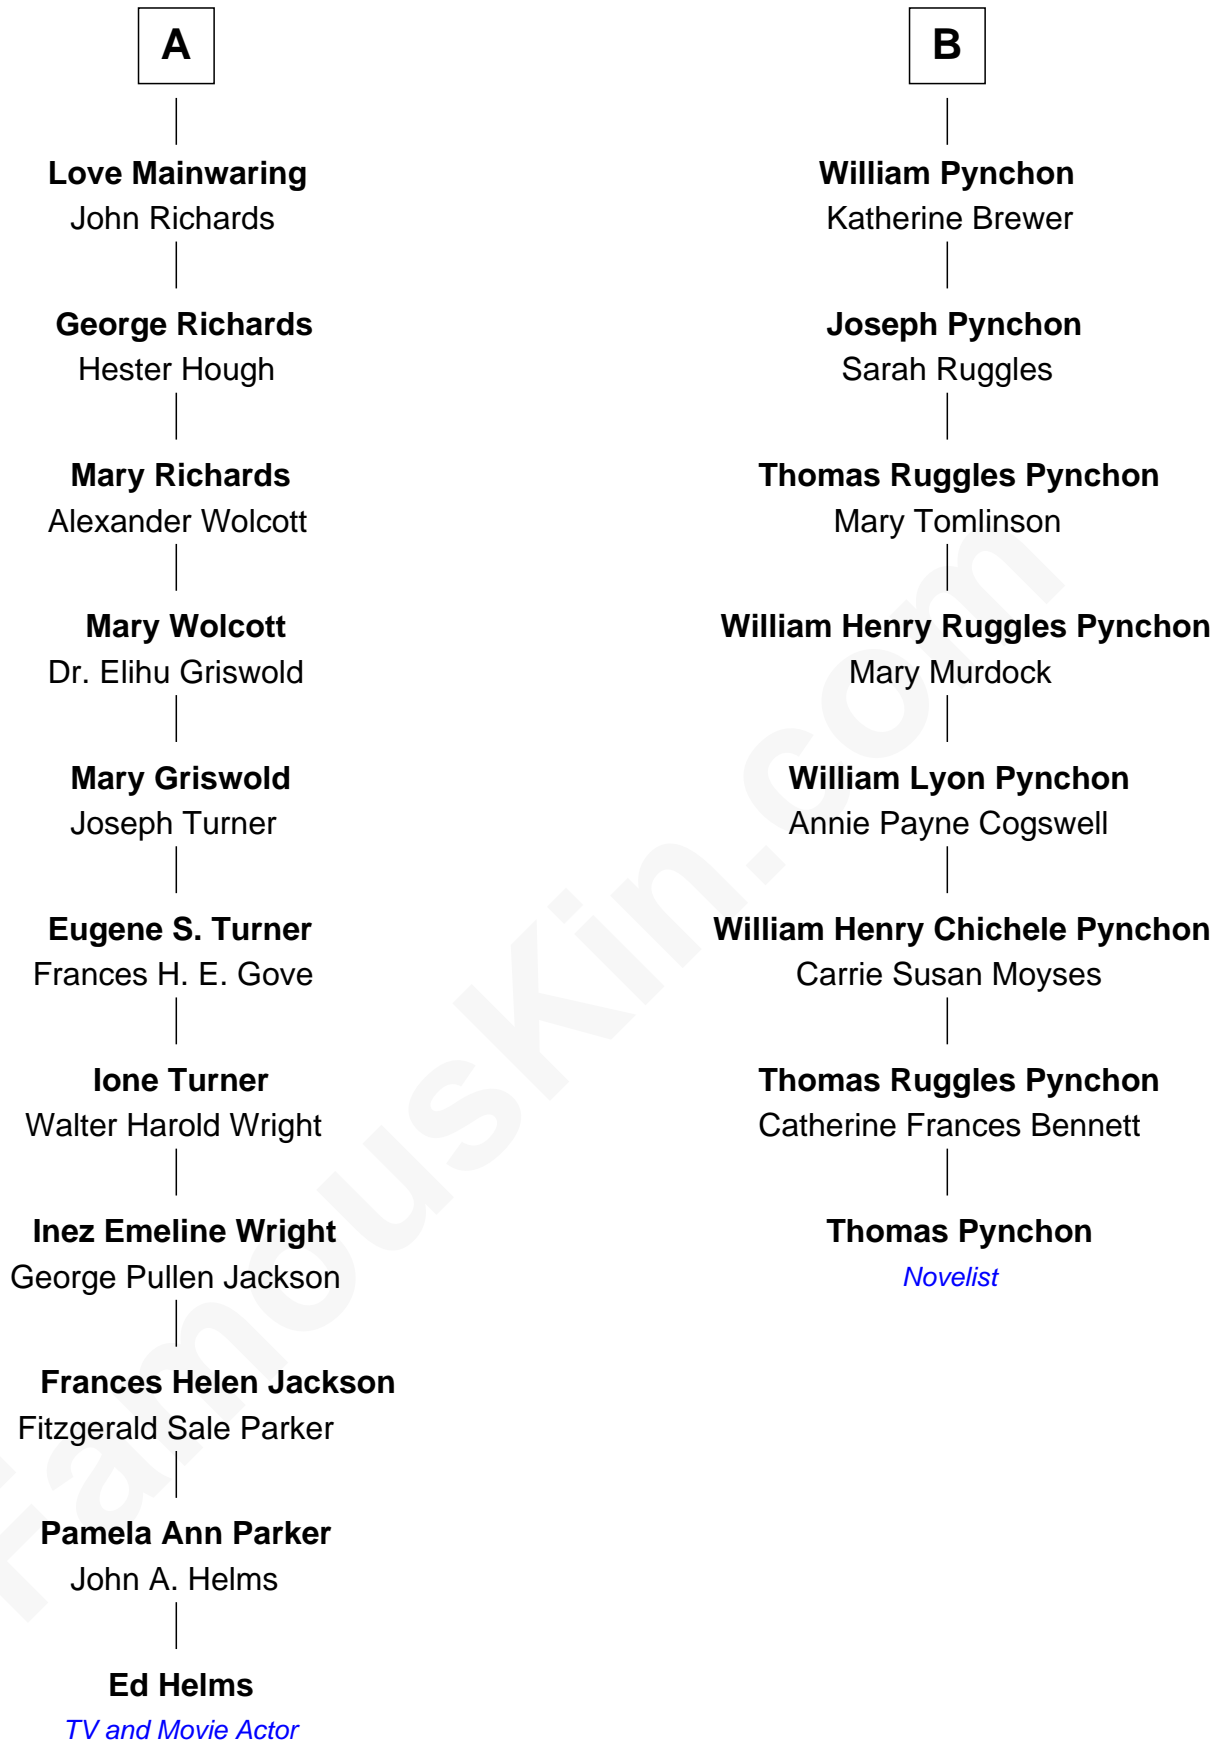 A
Love Mainwaring
John Richards
George Richards
Hester Hough
Mary Richards
Alexander Wolcott
Mary Wolcott
Dr. Elihu Griswold
Mary Griswold
Joseph Turner
Eugene S. Turner
Frances H. E. Gove
Ione Turner
Walter Harold Wright
Inez Emeline Wright
George Pullen Jackson
Frances Helen Jackson
Fitzgerald Sale Parker
Pamela Ann Parker
John A. Helms
Ed Helms
TV and Movie Actor
B
William Pynchon
Katherine Brewer
Joseph Pynchon
Sarah Ruggles
Thomas Ruggles Pynchon
Mary Tomlinson
William Henry Ruggles Pynchon
Mary Murdock
William Lyon Pynchon
Annie Payne Cogswell
William Henry Chichele Pynchon
Carrie Susan Moyses
Thomas Ruggles Pynchon
Catherine Frances Bennett
Thomas Pynchon
Novelist
FamousKin.com